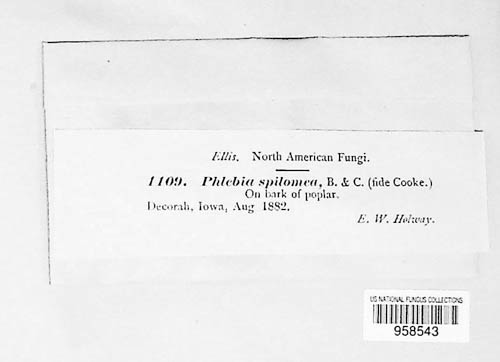 Ellis. North American Fungi.
1109. Phlebia spilomea, B. & C. (fide Cooke.)
On bark of poplar.
Decorah, Iowa, Aug 1882.
E. W. Holway.
US NATIONAL FUNGUS COLLECTIONS
958543